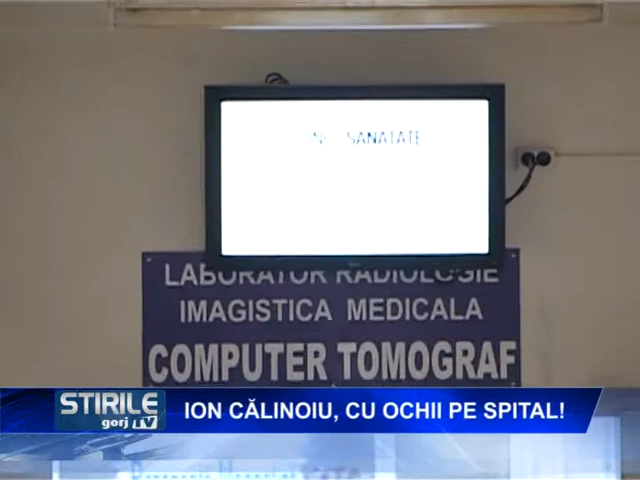 SANATATE
LABORATOR RADIOLOGIE
IMAGISTICA MEDICALA
COMPUTER TOMOGRAF
STIRILE
gorj TV
ION CĂLINOIU, CU OCHII PE SPITAL!